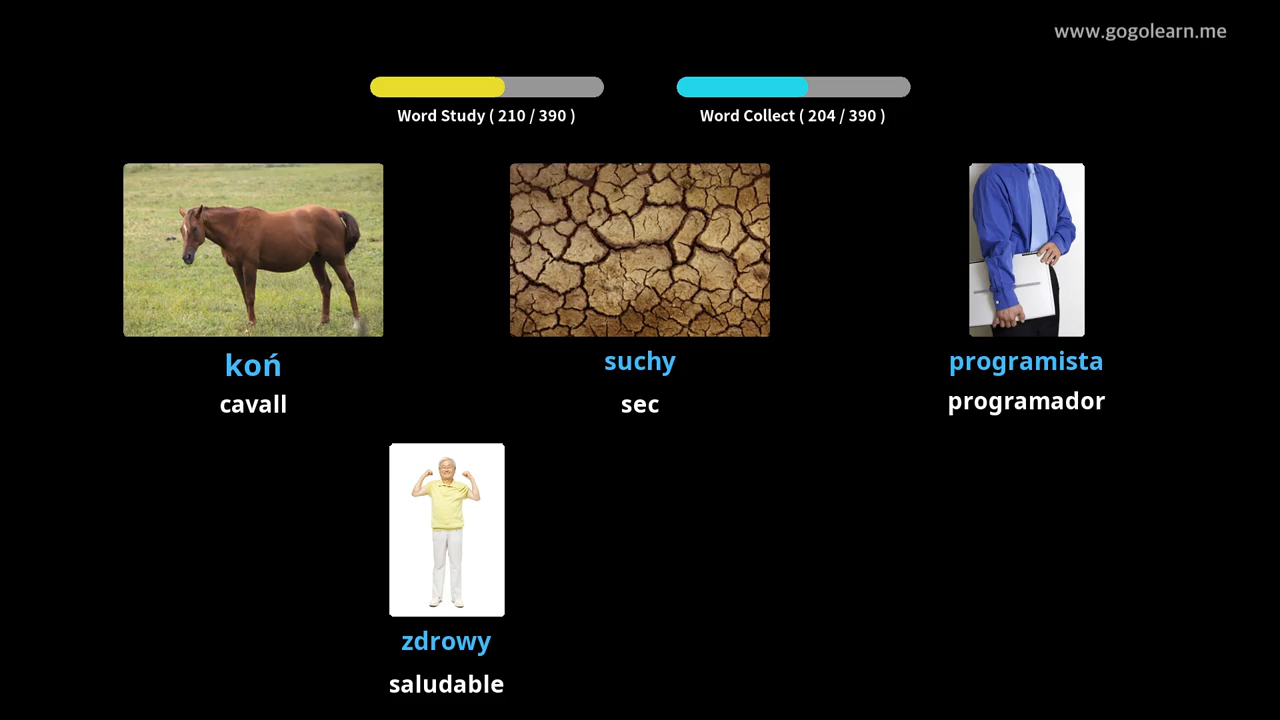 www.gogolearn.me
Word Study ( 210 / 390 )
Word Collect ( 204 / 390 )
koń
suchy
programista
cavall
sec
programador
zdrowy
saludable